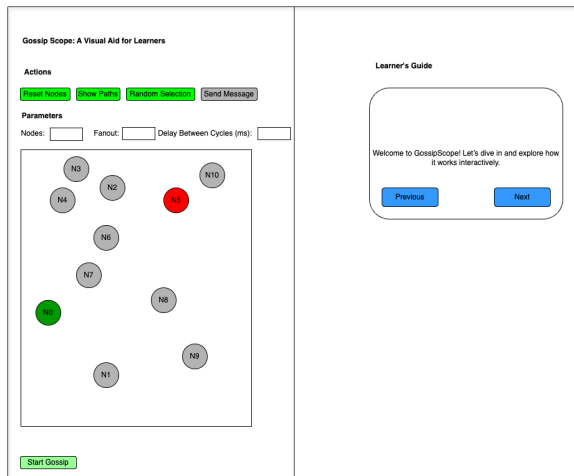 Gossip Scope: A Visual Aid for Learners
Actions
Reset Nodes Show Paths Random Selection Send Message
Parameters
Nodes: Fanout: Delay Between Cycles (ms):
N3
N10
N2
N4
N5
N6
N7
N8
N0
N9
N1
Start Gossip
Learner's Guide
Welcome to GossipScope! Let's dive in and explore how
it works interactively.
Previous Next